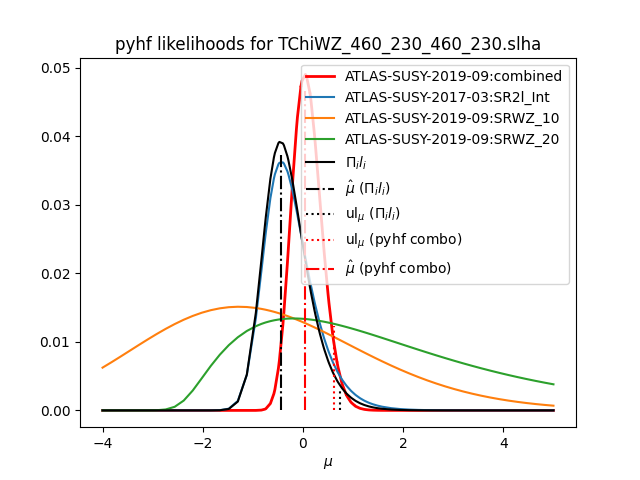 pyhf likelihoods for TChiWZ_460_230_460_230.slha
ATLAS-SUSY-2019-09:combined
ATLAS-SUSY-2017-03:SR2l_Int
ATLAS-SUSY-2019-09:SRWZ_10
ATLAS-SUSY-2019-09:SRWZ_20
Π_i l_i
μ̂ (Π_i l_i)
ul_μ (Π_i l_i)
ul_μ (pyhf combo)
μ̂ (pyhf combo)
0.05
0.04
0.03
0.02
0.01
0.00
−4 −2 0 2 4
μ